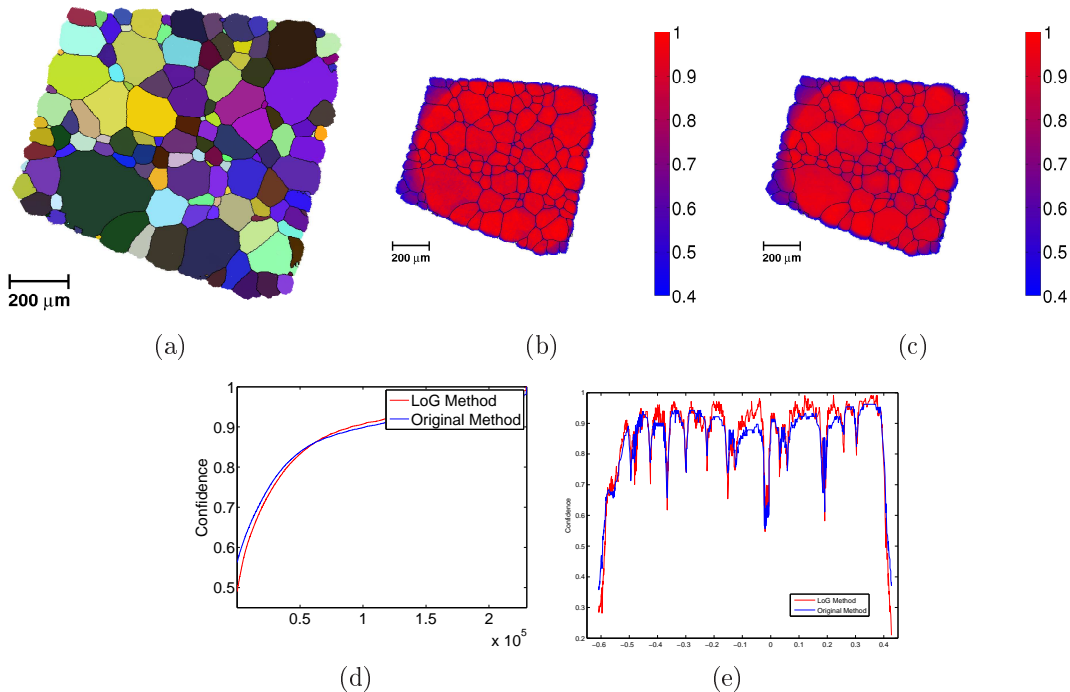 200 μm
(a)
200 μm
1
0.9
0.8
0.7
0.6
0.5
0.4
(b)
200 μm
1
0.9
0.8
0.7
0.6
0.5
0.4
(c)
1
0.9
0.8
0.7
0.6
0.5
Confidence
LoG Method
Original Method
0.5 1 1.5 2
x 10^5
(d)
1
0.9
0.8
0.7
0.6
0.5
0.4
0.3
0.2
Confidence
LoG Method
Original Method
−0.6 −0.5 −0.4 −0.3 −0.2 −0.1 0 0.1 0.2 0.3 0.4
(e)